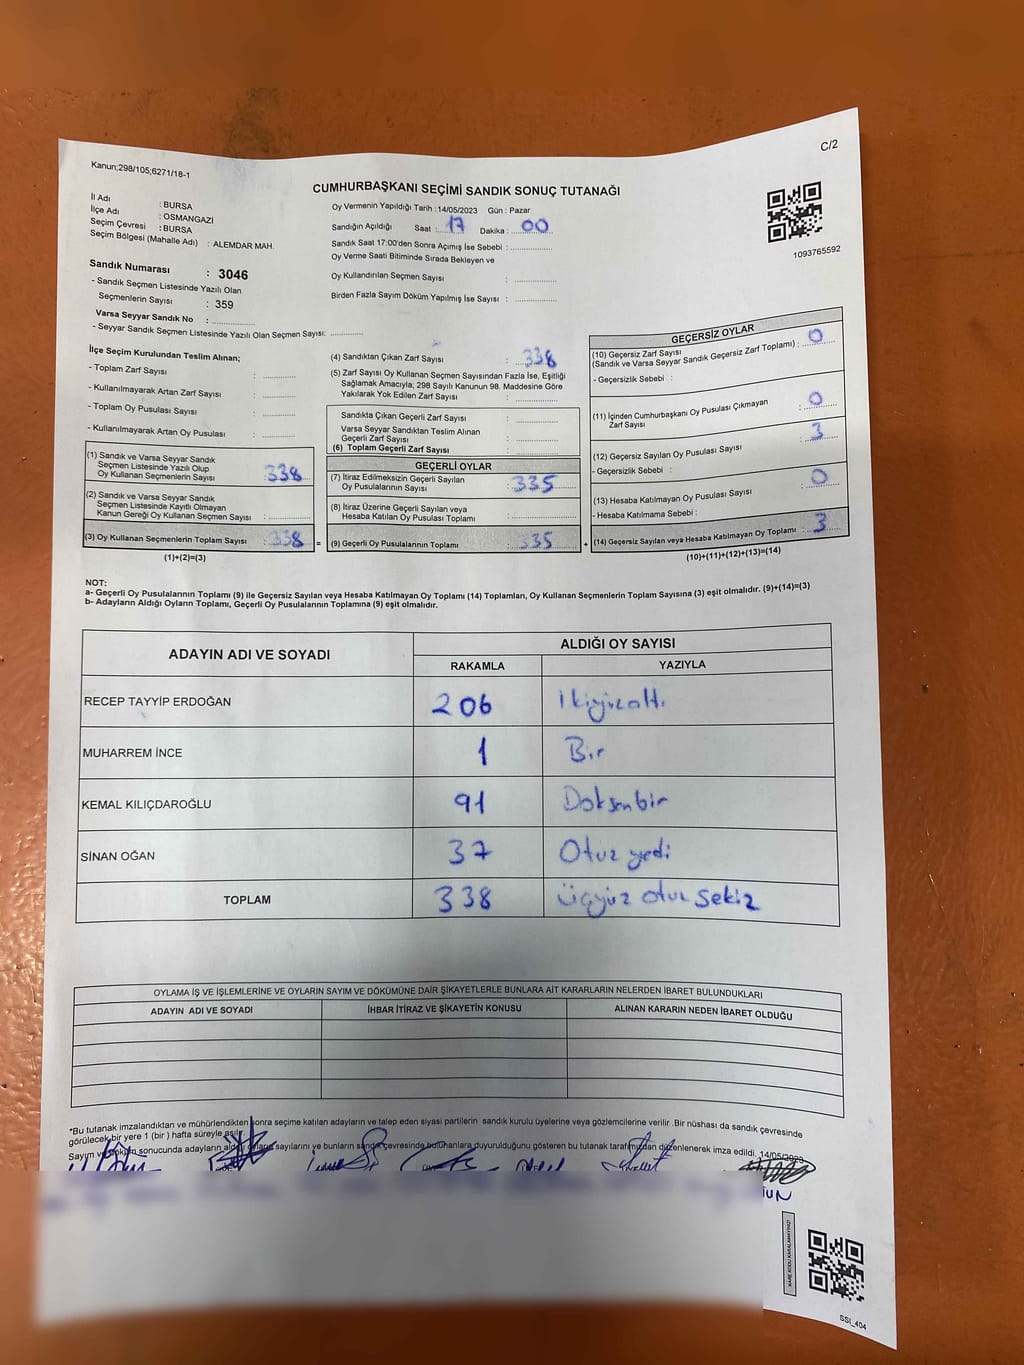 C/2
Kanun;298/105;6271/18-1
CUMHURBAŞKANI SEÇİMİ SANDIK SONUÇ TUTANAĞI
İl Adı : BURSA
İlçe Adı : OSMANGAZİ
Seçim Çevresi : BURSA
Seçim Bölgesi (Mahalle Adı) : ALEMDAR MAH.
Sandık Numarası : 3046
- Sandık Seçmen Listesinde Yazılı Olan
Seçmenlerin Sayısı : 359
Varsa Seyyar Sandık No : ..............
- Seyyar Sandık Seçmen Listesinde Yazılı Olan Seçmen Sayısı: ...........
Oy Vermenin Yapıldığı Tarih : 14/05/2023 Gün : Pazar
Sandığın Açıldığı Saat : 17 Dakika : 00
Sandık Saat 17:00'den Sonra Açımış İse Sebebi : ..............
Oy Verme Saati Bitiminde Sırada Bekleyen ve
Oy Kullandırılan Seçmen Sayısı : ..............
Birden Fazla Sayım Döküm Yapılmış İse Sayısı : ..............
1093765592
İlçe Seçim Kurulundan Teslim Alınan;
- Toplam Zarf Sayısı : ...........
- Kullanılmayarak Artan Zarf Sayısı : ...........
- Toplam Oy Pusulası Sayısı : ...........
- Kullanılmayarak Artan Oy Pusulası : ...........
(1) Sandık ve Varsa Seyyar Sandık
Seçmen Listesinde Yazılı Olup
Oy Kullanan Seçmenlerin Sayısı : 338
(2) Sandık ve Varsa Seyyar Sandık
Seçmen Listesinde Kayıtlı Olmayan
Kanun Gereği Oy Kullanan Seçmen Sayısı : ...........
(3) Oy Kullanan Seçmenlerin Toplam Sayısı : 338 =
(1)+(2)=(3)
(4) Sandıktan Çıkan Zarf Sayısı : 338
(5) Zarf Sayısı Oy Kullanan Seçmen Sayısından Fazla İse, Eşitliği
Sağlamak Amacıyla; 298 Sayılı Kanunun 98. Maddesine Göre
Yakılarak Yok Edilen Zarf Sayısı : ..............
Sandıkta Çıkan Geçerli Zarf Sayısı : ..............
Varsa Seyyar Sandıktan Teslim Alınan
Geçerli Zarf Sayısı : ..............
(6) Toplam Geçerli Zarf Sayısı : ..............
GEÇERLİ OYLAR
(7) İtiraz Edilmeksizin Geçerli Sayılan
Oy Pusulalarının Sayısı : 335
(8) İtiraz Üzerine Geçerli Sayılan veya
Hesaba Katılan Oy Pusulası Toplamı : ..............
(9) Geçerli Oy Pusulalarının Toplamı : 335 +
GEÇERSİZ OYLAR
(10) Geçersiz Zarf Sayısı
(Sandık ve Varsa Seyyar Sandık Geçersiz Zarf Toplamı) : 0
- Geçersizlik Sebebi :
(11) İçinden Cumhurbaşkanı Oy Pusulası Çıkmayan
Zarf Sayısı : 0
(12) Geçersiz Sayılan Oy Pusulası Sayısı : 3
- Geçersizlik Sebebi :
(13) Hesaba Katılmayan Oy Pusulası Sayısı : 0
- Hesaba Katılmama Sebebi :
(14) Geçersiz Sayılan veya Hesaba Katılmayan Oy Toplamı : 3
(10)+(11)+(12)+(13)=(14)
NOT:
a- Geçerli Oy Pusulalarının Toplamı (9) ile Geçersiz Sayılan veya Hesaba Katılmayan Oy Toplamı (14) Toplamları, Oy Kullanan Seçmenlerin Toplam Sayısına (3) eşit olmalıdır. (9)+(14)=(3)
b- Adayların Aldığı Oyların Toplamı, Geçerli Oy Pusulalarının Toplamına (9) eşit olmalıdır.
ADAYIN ADI VE SOYADI ALDIĞI OY SAYISI
RAKAMLA YAZIYLA
RECEP TAYYİP ERDOĞAN 206 ikiyüzaltı
MUHARREM İNCE 1 Bir
KEMAL KILIÇDAROĞLU 91 Doksanbir
SİNAN OĞAN 37 Otuz yedi
TOPLAM 338 Üçyüz otuz sekiz
OYLAMA İŞ VE İŞLEMLERİNE VE OYLARIN SAYIM VE DÖKÜMÜNE DAİR ŞİKAYETLERLE BUNLARA AİT KARARLARIN NELERDEN İBARET BULUNDUKLARI
ADAYIN ADI VE SOYADI İHBAR İTİRAZ VE ŞİKAYETİN KONUSU ALINAN KARARIN NEDEN İBARET OLDUĞU
*Bu tutanak imzalandıktan ve mühürlendikten sonra seçime katılan adayların ve talep eden siyasi partilerin sandık kurulu üyelerine veya gözlemcilerine verilir .Bir nüshası da sandık çevresinde
görülecek bir yere 1 (bir ) hafta süreyle asılır.
Sayım ve döküm sonucunda adayların aldığı oyların sayılarını ve bunların sandık çevresinde bulunanlara duyurulduğunu gösteren bu tutanak tarafımızdan düzenlenerek imza edildi. 14/05/2023
KARE KODU KARALAMAYINIZ!
SSI_404